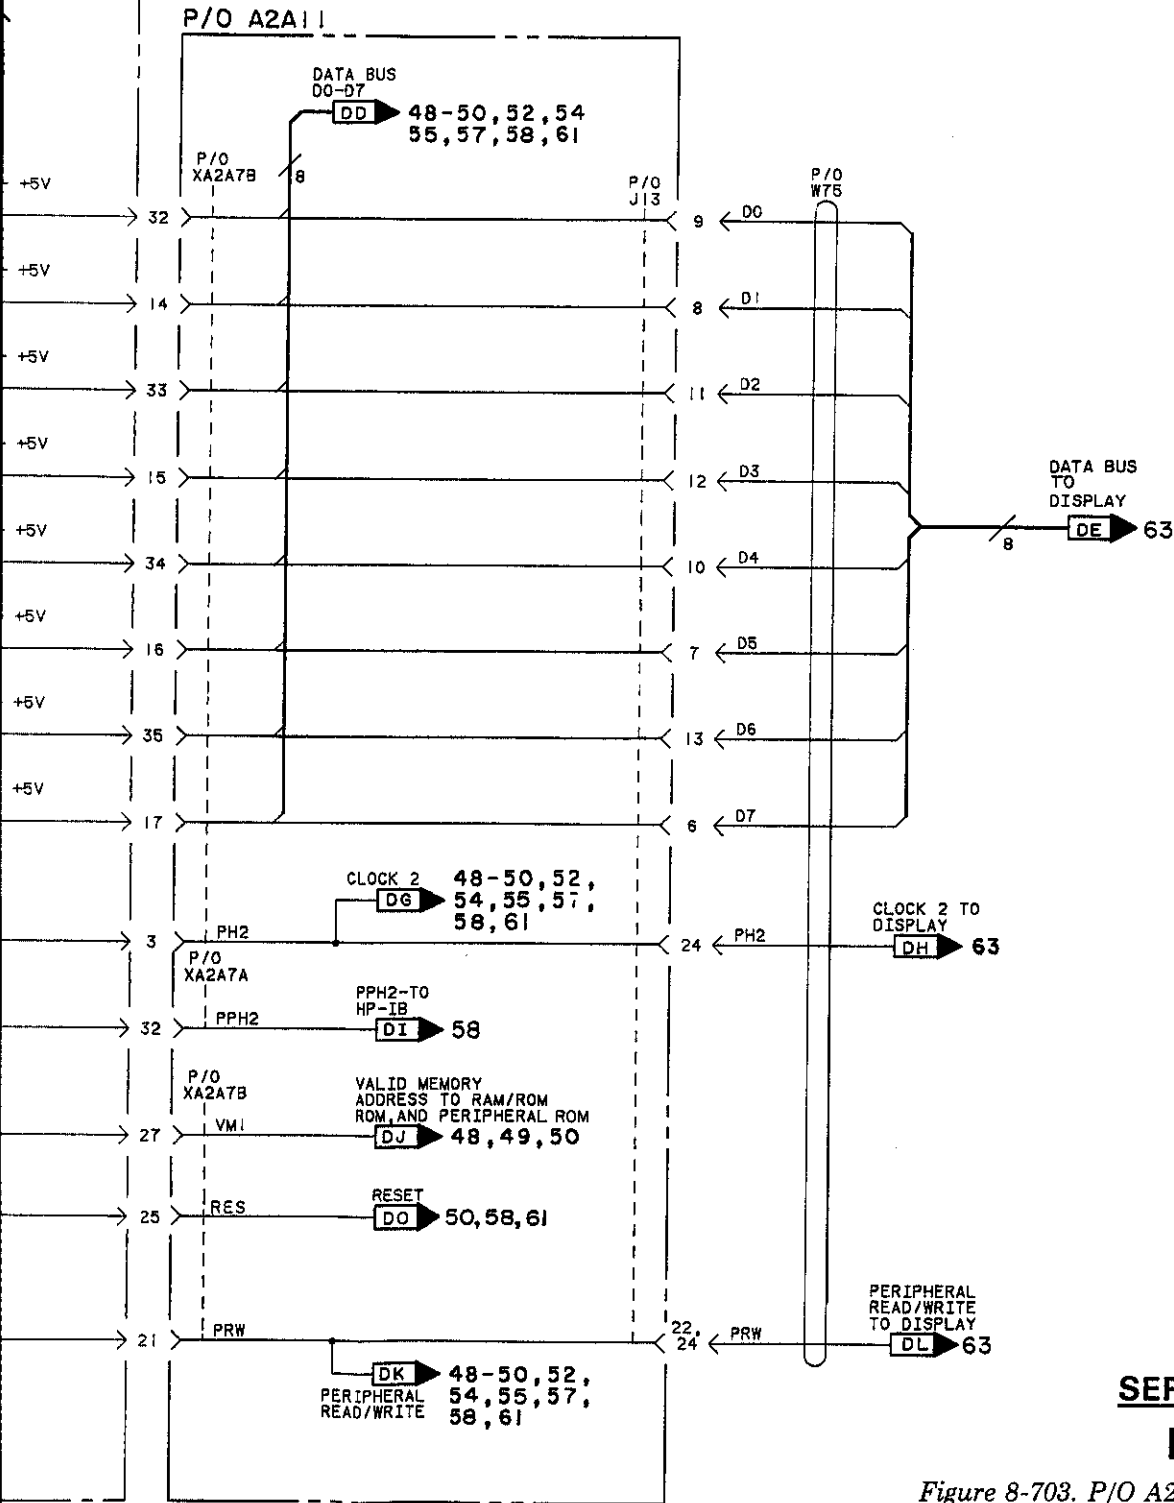 P/O A2A11
DATA BUS
D0-D7
DD
48-50,52,54
55,57,58,61
P/O
XA2A7B
8
P/O
J13
P/O
W75
+5V
32
9
D0
+5V
14
8
D1
+5V
33
11
D2
+5V
15
12
D3
DATA BUS
TO
DISPLAY
DE
63
8
+5V
34
10
D4
+5V
16
7
D5
+5V
35
13
D6
+5V
17
6
D7
CLOCK 2
DG
48-50,52,
54,55,57,
58,61
3
PH2
24
PH2
CLOCK 2 TO
DISPLAY
DH
63
P/O
XA2A7A
PPH2-TO
HP-IB
32
PPH2
DI
58
P/O
XA2A7B
VALID MEMORY
ADDRESS TO RAM/ROM
ROM,AND PERIPHERAL ROM
27
VM1
DJ
48,49,50
RESET
25
RES
DO
50,58,61
PERIPHERAL
READ/WRITE
TO DISPLAY
21
PRW
22,
24
PRW
DL
63
DK
48-50,52,
54,55,57,
58,61
PERIPHERAL
READ/WRITE
Figure 8-703. P/O A2